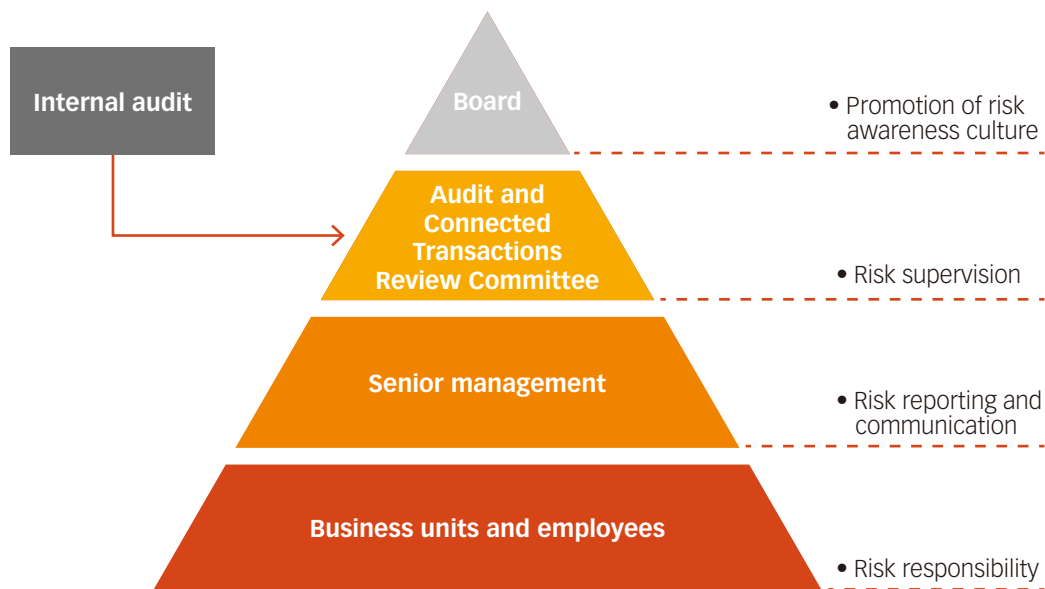 Internal audit
Board
• Promotion of risk
awareness culture
Audit and
Connected
Transactions
Review Committee
• Risk supervision
Senior management
• Risk reporting and
communication
Business units and employees
• Risk responsibility